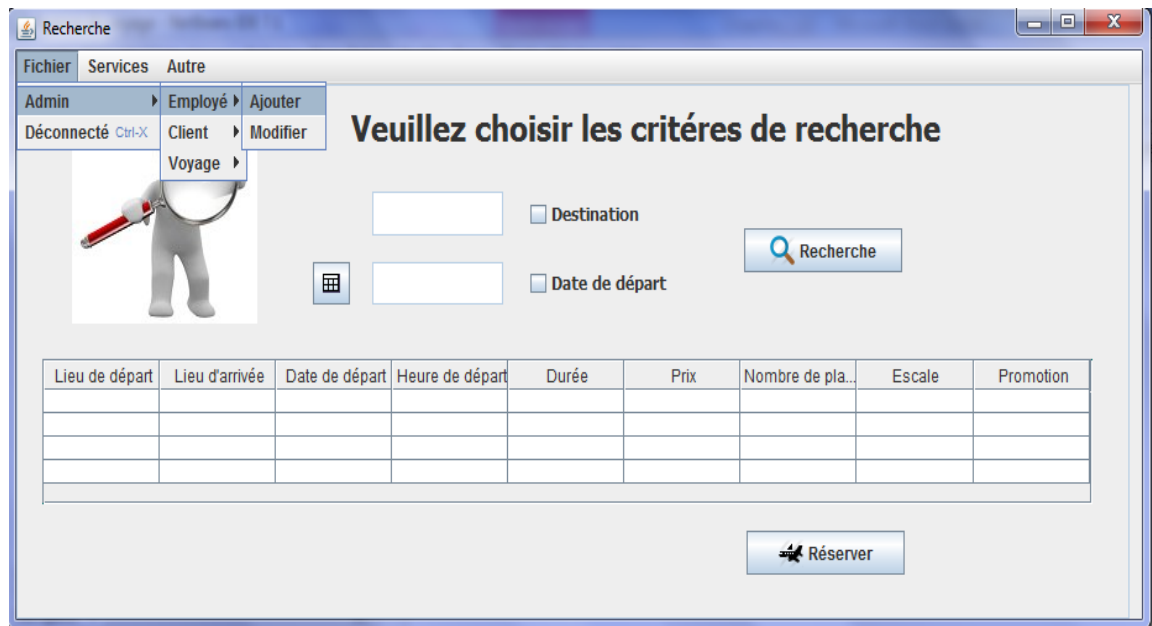 Recherche
Fichier Services Autre
Admin Employé Ajouter
Déconnecté Ctrl-X Client Modifier
Voyage
Veuillez choisir les critéres de recherche
Destination
Recherche
Date de départ
Lieu de départ Lieu d'arrivée Date de départ Heure de départ Durée Prix Nombre de pla... Escale Promotion
Réserver